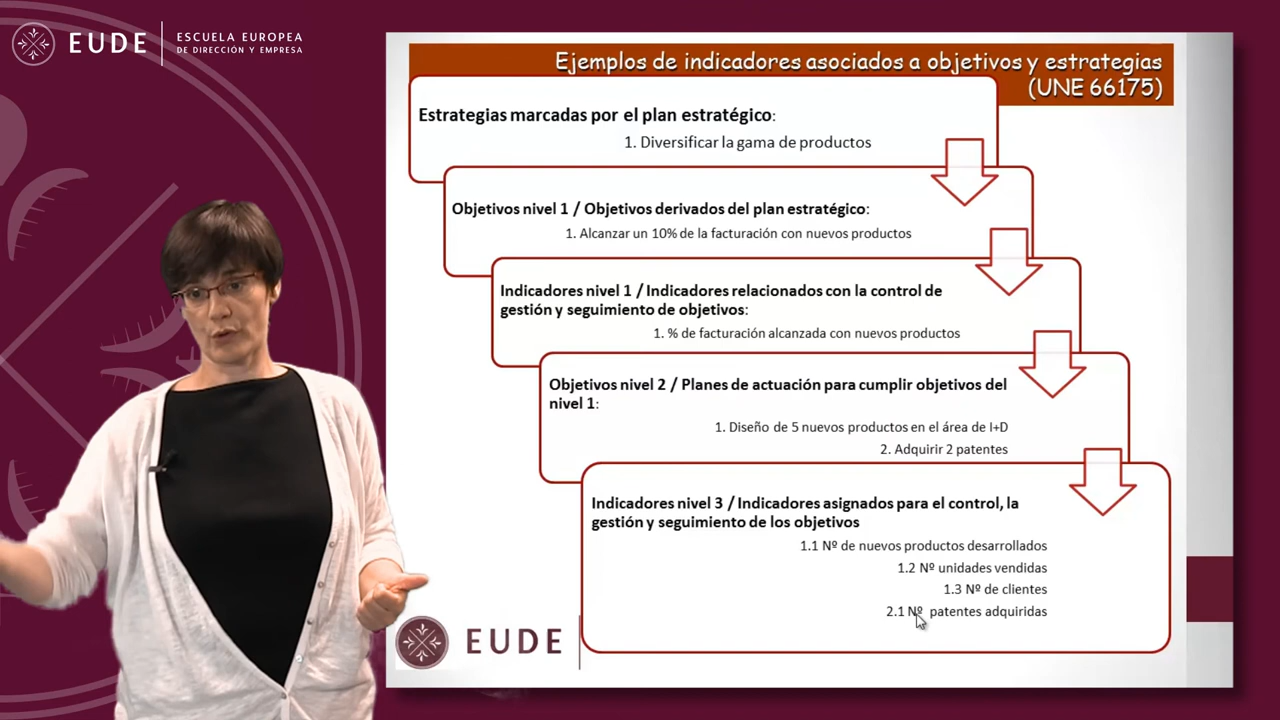 EUDE
ESCUELA EUROPEA
DE DIRECCIÓN Y EMPRESA
Ejemplos de indicadores asociados a objetivos y estrategias
(UNE 66175)
Estrategias marcadas por el plan estratégico:
1. Diversificar la gama de productos
Objetivos nivel 1 / Objetivos derivados del plan estratégico:
1. Alcanzar un 10% de la facturación con nuevos productos
Indicadores nivel 1 / Indicadores relacionados con la control de
gestión y seguimiento de objetivos:
1. % de facturación alcanzada con nuevos productos
Objetivos nivel 2 / Planes de actuación para cumplir objetivos del
nivel 1:
1. Diseño de 5 nuevos productos en el área de I+D
2. Adquirir 2 patentes
Indicadores nivel 3 / Indicadores asignados para el control, la
gestión y seguimiento de los objetivos
1.1 Nº de nuevos productos desarrollados
1.2 Nº unidades vendidas
1.3 Nº de clientes
2.1 Nº patentes adquiridas
EUDE